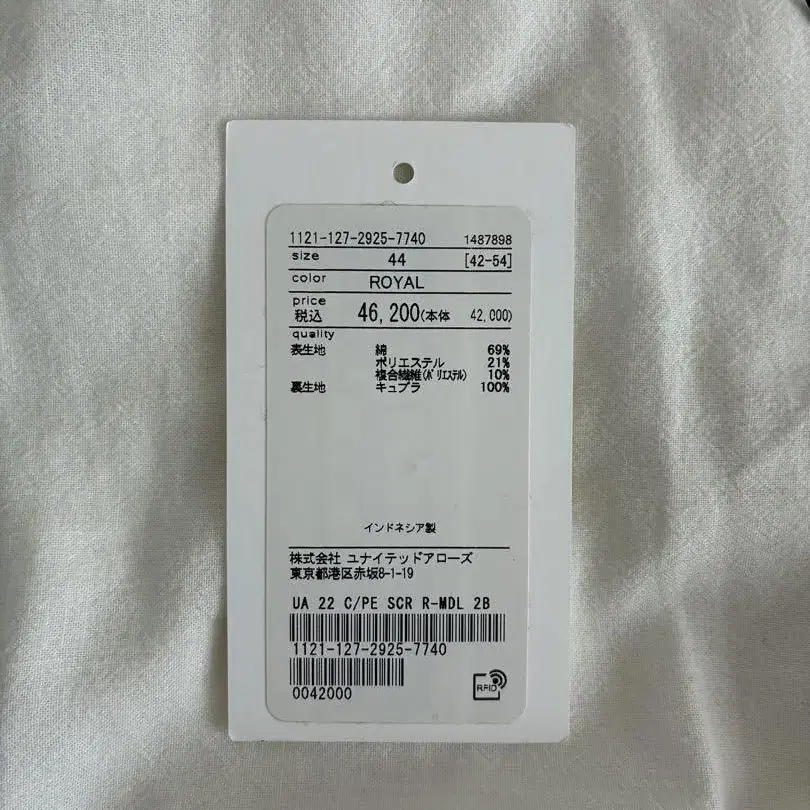 1121-127-2925-7740 1487898
size 44 [42-54]
color ROYAL
price
税込 46,200(本体 42,000)
quality
表生地 綿 69%
ポリエステル 21%
複合繊維(ポリエステル) 10%
裏生地 キュプラ 100%
インドネシア製
株式会社 ユナイテッドアローズ
東京都港区赤坂8-1-19
UA 22 C/PE SCR R-MDL 2B
1121-127-2925-7740
0042000
RFID